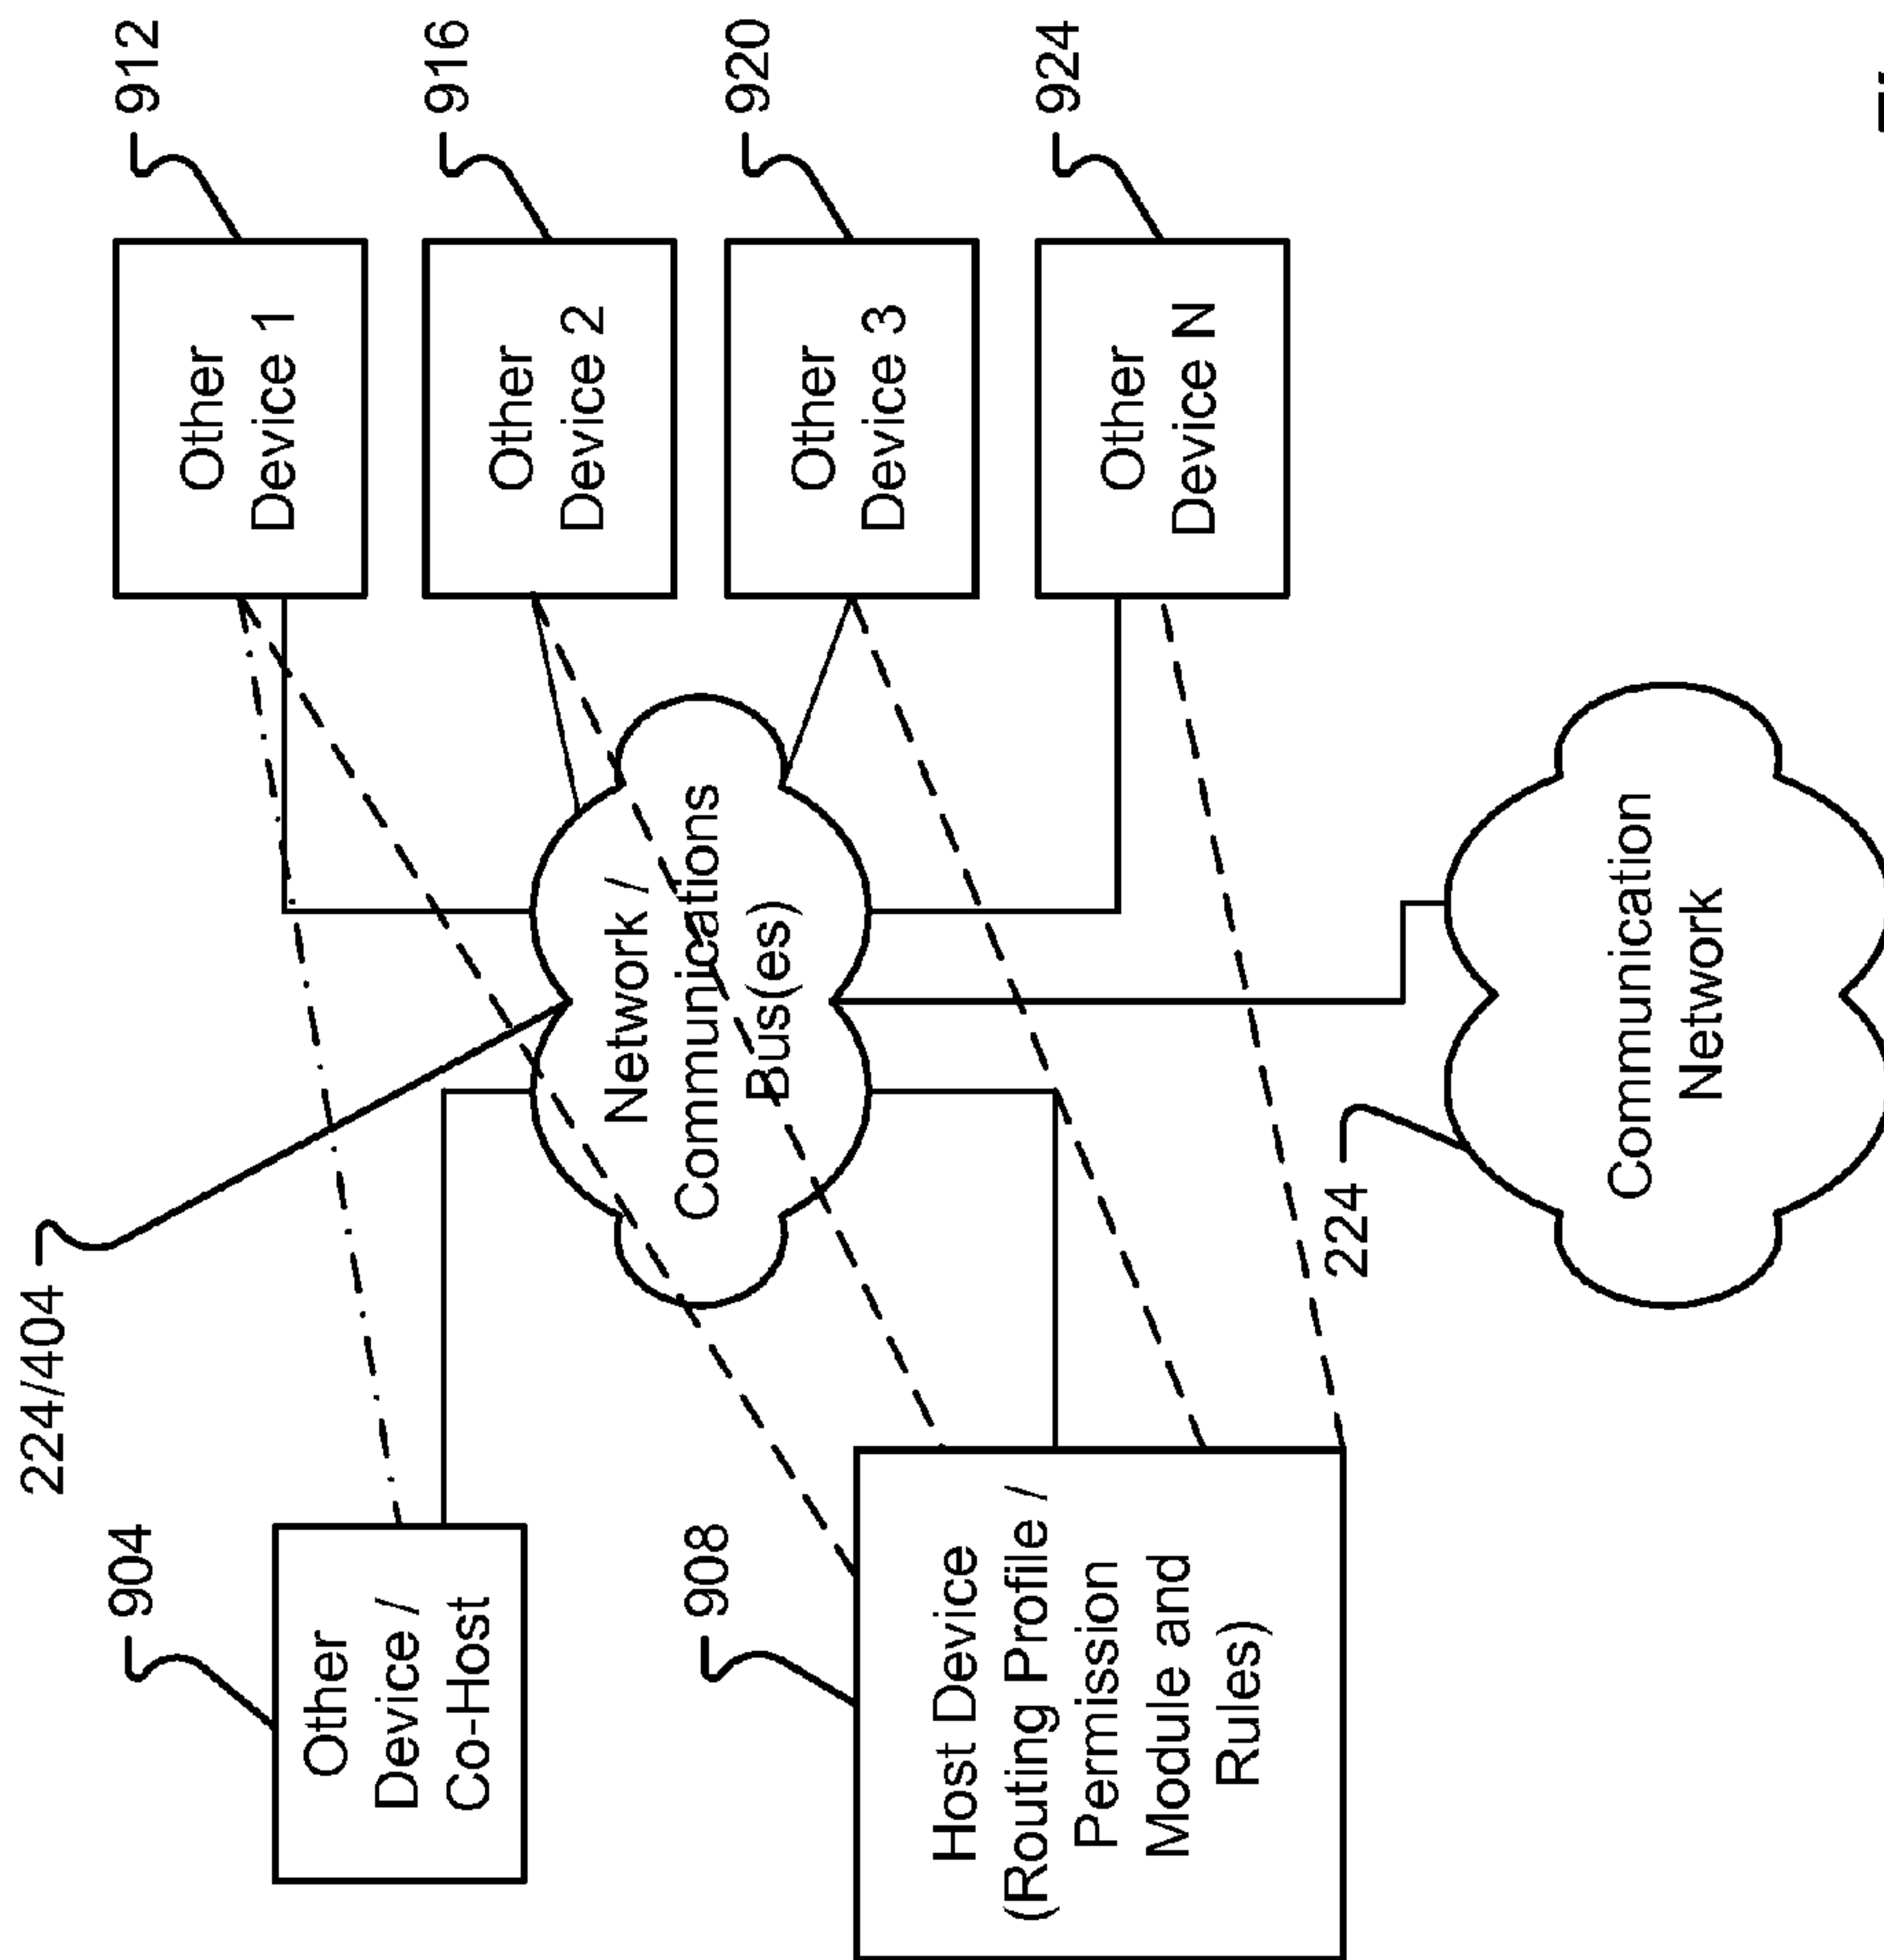 224/404
904
Other
Device /
Co-Host
908
Host Device
(Routing Profile /
Permission
Module and
Rules)
Network /
Communications
Bus(es)
912
Other
Device 1
916
Other
Device 2
920
Other
Device 3
924
Other
Device N
224
Communication
Network